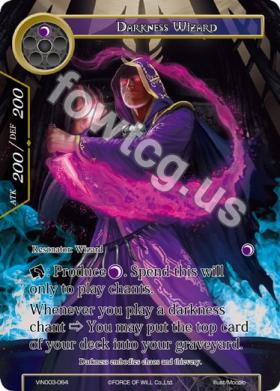 Darkness Wizard
ATK 200/DEF 200
fowtcg.us
Resonator: Wizard
: Produce . Spend this will
only to play chants.
Whenever you play a darkness
chant ⇨ You may put the top card
of your deck into your graveyard.
Darkness embodies chaos and thievery.
VIN003-064
©FORCE OF WILL Co.,Ltd.
Illust/Mocolo